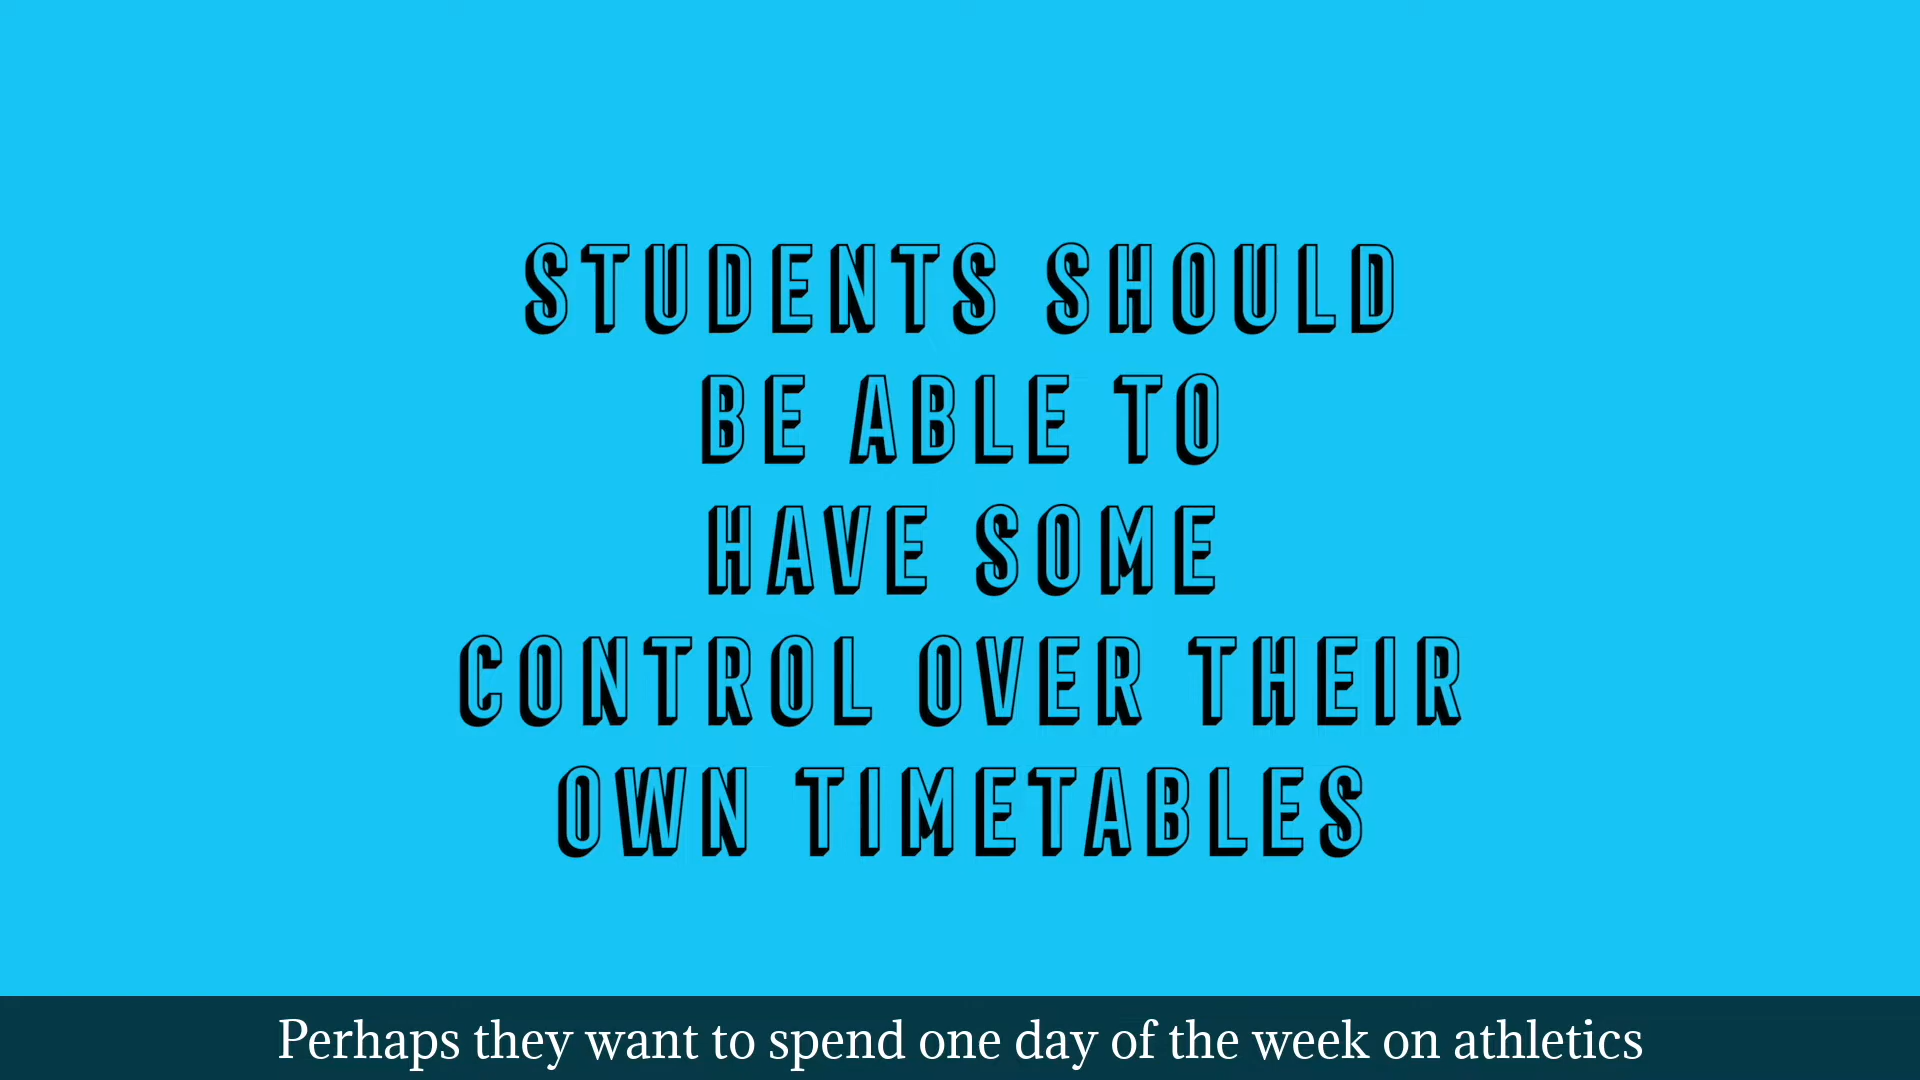 STUDENTS SHOULD
BE ABLE TO
HAVE SOME
CONTROL OVER THEIR
OWN TIMETABLES
Perhaps they want to spend one day of the week on athletics